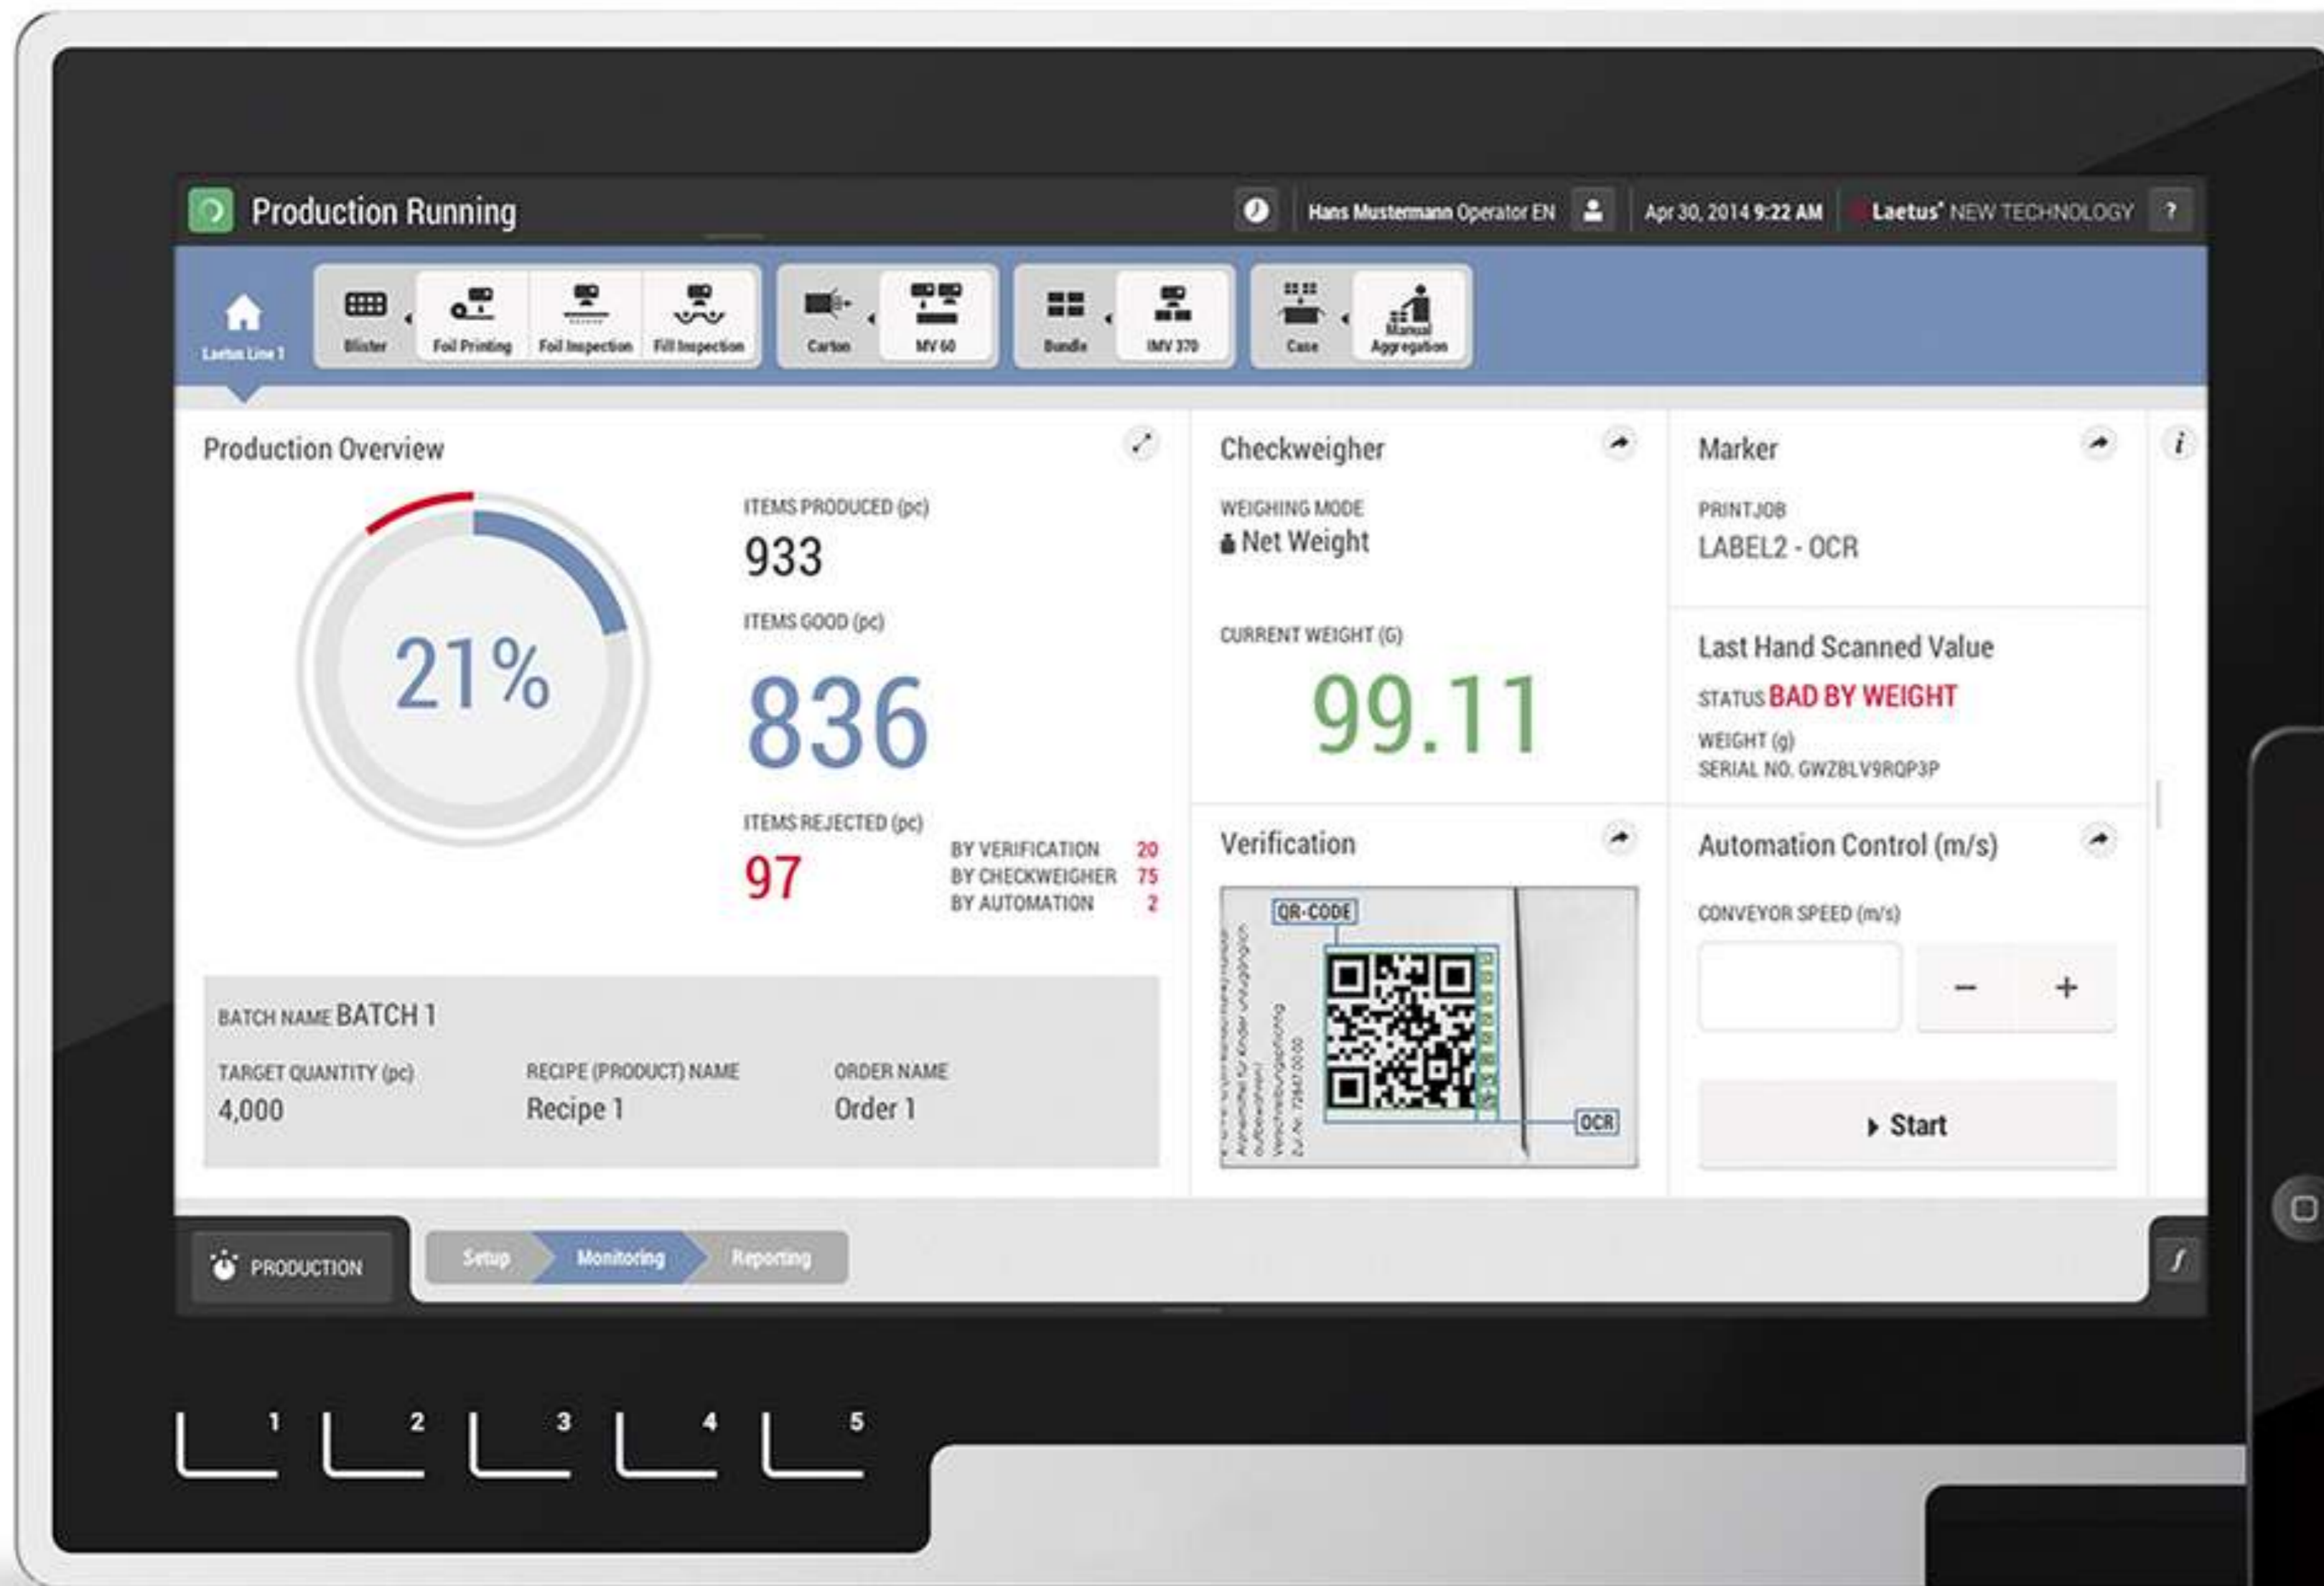 Production Running
Hans Mustermann Operator EN
Apr 30, 2014 9:22 AM
Laetus® NEW TECHNOLOGY
?
Laetus Line 1
Blister
Foil Printing
Foil Inspection
Fill Inspection
Carton
MV 60
Bundle
IMV 370
Case
Manual
Aggregation
Production Overview
21%
ITEMS PRODUCED (pc)
933
ITEMS GOOD (pc)
836
ITEMS REJECTED (pc)
97
BY VERIFICATION 20
BY CHECKWEIGHER 75
BY AUTOMATION 2
BATCH NAME BATCH 1
TARGET QUANTITY (pc)
4,000
RECIPE (PRODUCT) NAME
Recipe 1
ORDER NAME
Order 1
Checkweigher
WEIGHING MODE
Net Weight
CURRENT WEIGHT (G)
99.11
Verification
QR-CODE
Arzneimittel für Kinder unzugänglich
aufbewahren!
Verschreibungspflichtig
OCR
Marker
PRINTJOB
LABEL2 - OCR
i
Last Hand Scanned Value
STATUS BAD BY WEIGHT
WEIGHT (g)
SERIAL NO. GWZBLV9RQP3P
Automation Control (m/s)
CONVEYOR SPEED (m/s)
− +
Start
PRODUCTION
Setup
Monitoring
Reporting
f
1 2 3 4 5